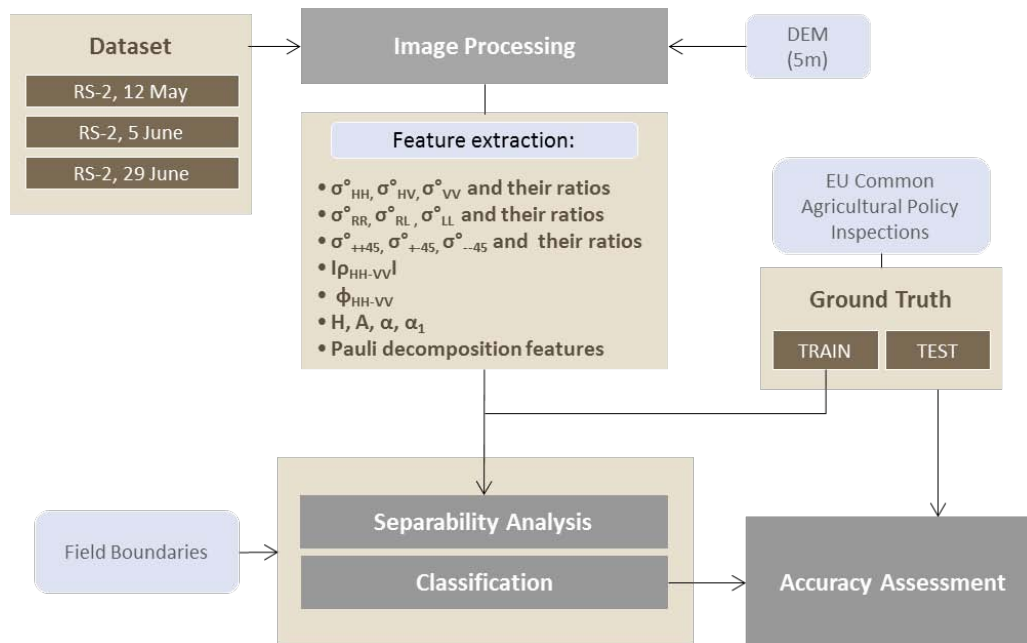 Dataset
RS-2, 12 May
RS-2, 5 June
RS-2, 29 June
Image Processing
DEM
(5m)
Feature extraction:
• σ°HH, σ°HV, σ°VV and their ratios
• σ°RR, σ°RL , σ°LL and their ratios
• σ°++45, σ°+-45, σ°--45 and their ratios
• IρHH-VVI
• ϕHH-VV
• H, A, α, α1
• Pauli decomposition features
EU Common
Agricultural Policy
Inspections
Ground Truth
TRAIN
TEST
Field Boundaries
Separability Analysis
Classification
Accuracy Assessment